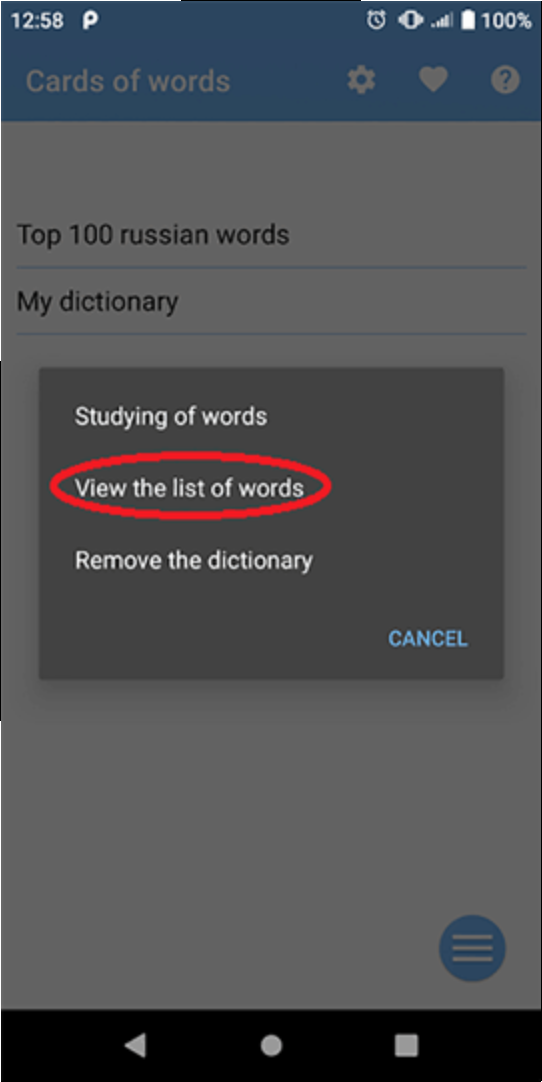 12:58 P 100%
Cards of words
Top 100 russian words
My dictionary
Studying of words
View the list of words
Remove the dictionary
CANCEL